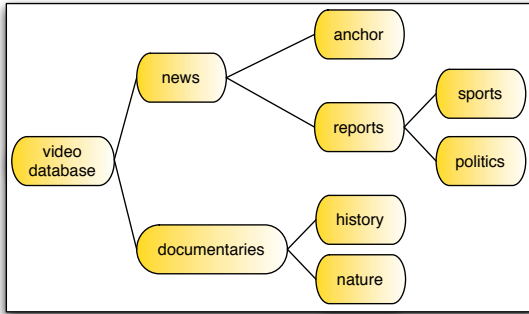 anchor
news
sports
reports
video
database
politics
history
documentaries
nature